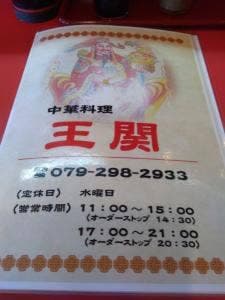 中華料理
王関
☎079-298-2933
(定休日) 水曜日
(営業時間) 11:00〜15:00
(オーダーストップ 14:30)
17:00〜21:00
(オーダーストップ 20:30)